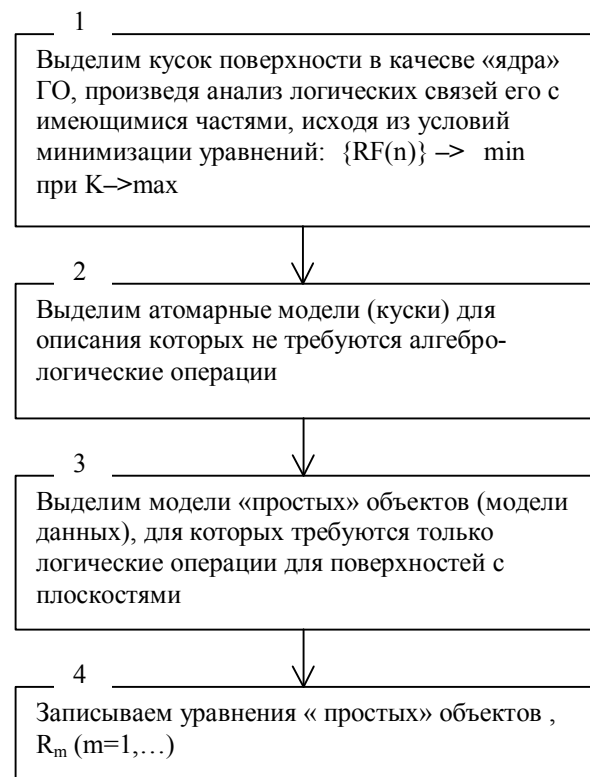 1
Выделим кусок поверхности в качесве «ядра»
ГО, произведя анализ логических связей его с
имеющимися частями, исходя из условий
минимизации уравнений: {RF(n)} –> min
при K–>max
2
Выделим атомарные модели (куски) для
описания которых не требуются алгебро-
логические операции
3
Выделим модели «простых» объектов (модели
данных), для которых требуются только
логические операции для поверхностей с
плоскостями
4
Записываем уравнения « простых» объектов ,
Rm (m=1,…)